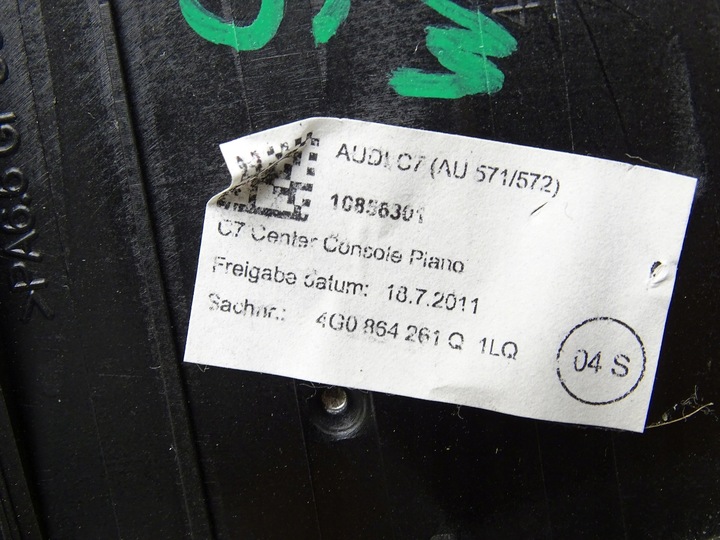 AUDI C7 (AU 571/572)
10856301
C7 Center Console Piano
Freigabe datum: 18.7.2011
Sachnr.: 4G0 864 261 Q 1LQ
04 S